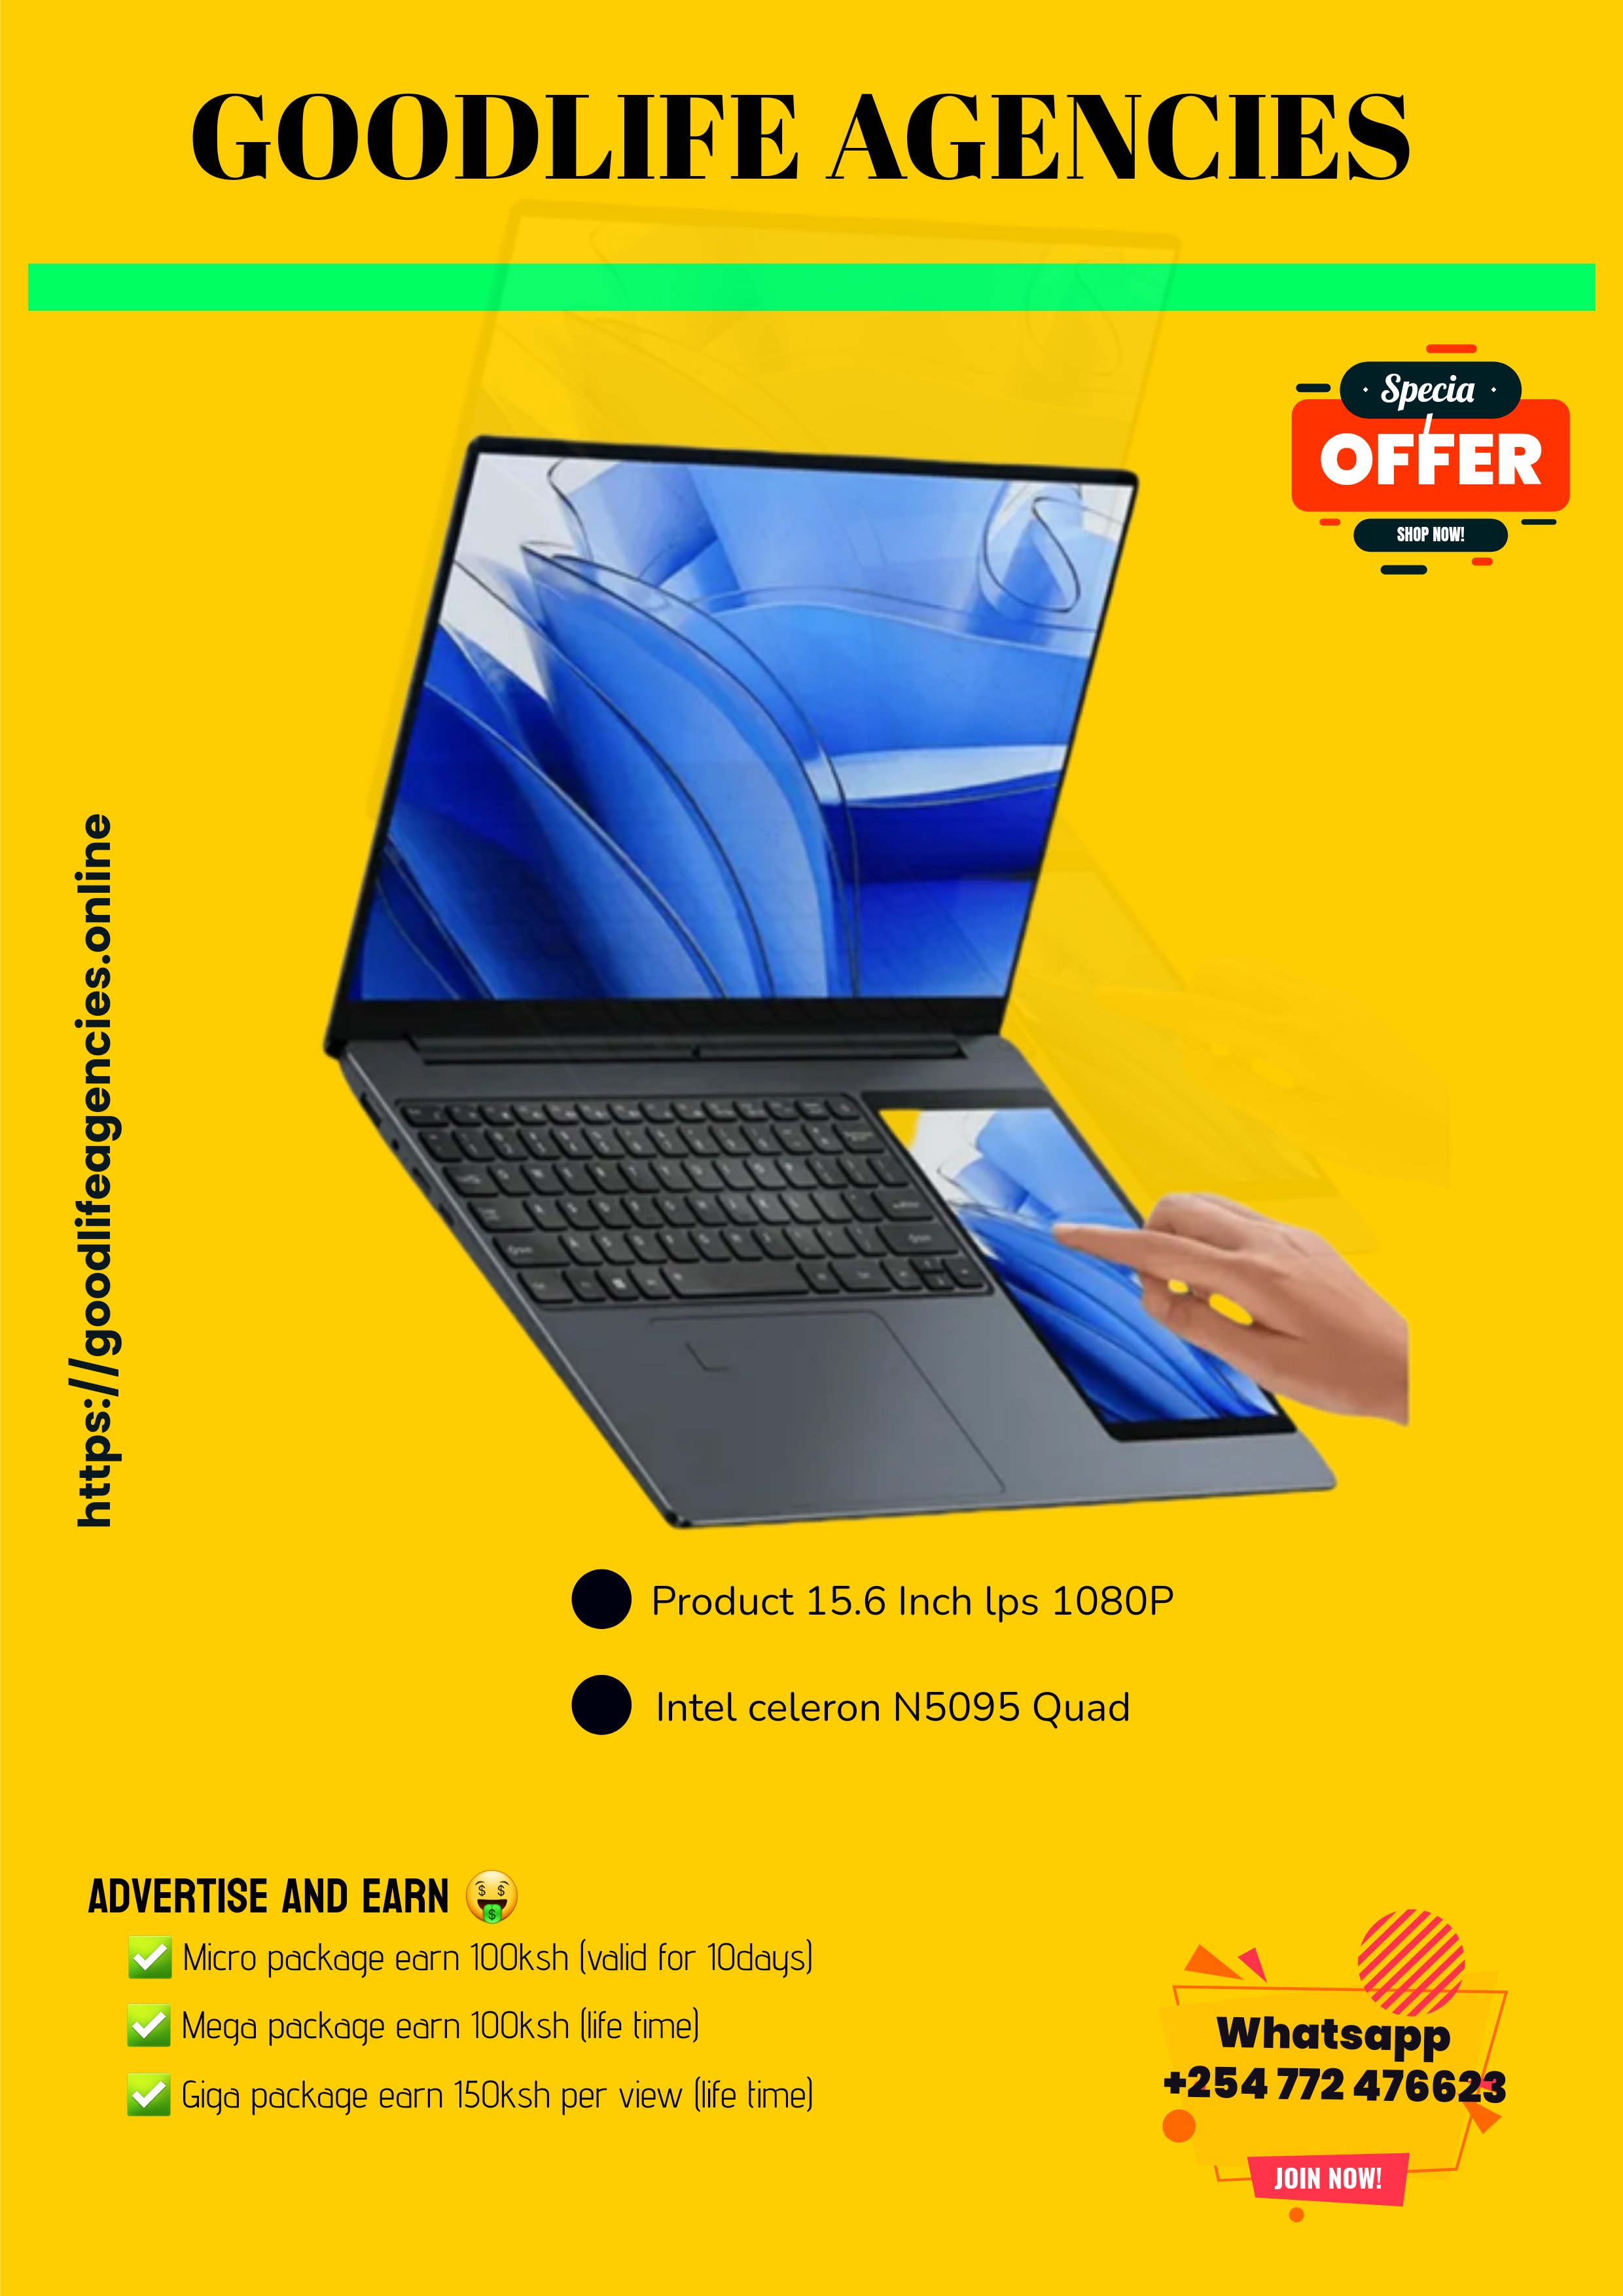 GOODLIFE AGENCIES
Specia
l
OFFER
SHOP NOW!
https://goodlifeagencies.online
Product 15.6 Inch lps 1080P
Intel celeron N5095 Quad
ADVERTISE AND EARN 🤑
✅ Micro package earn 100ksh (valid for 10days)
✅ Mega package earn 100ksh (life time)
✅ Giga package earn 150ksh per view (life time)
Whatsapp
+254 772 476623
JOIN NOW!